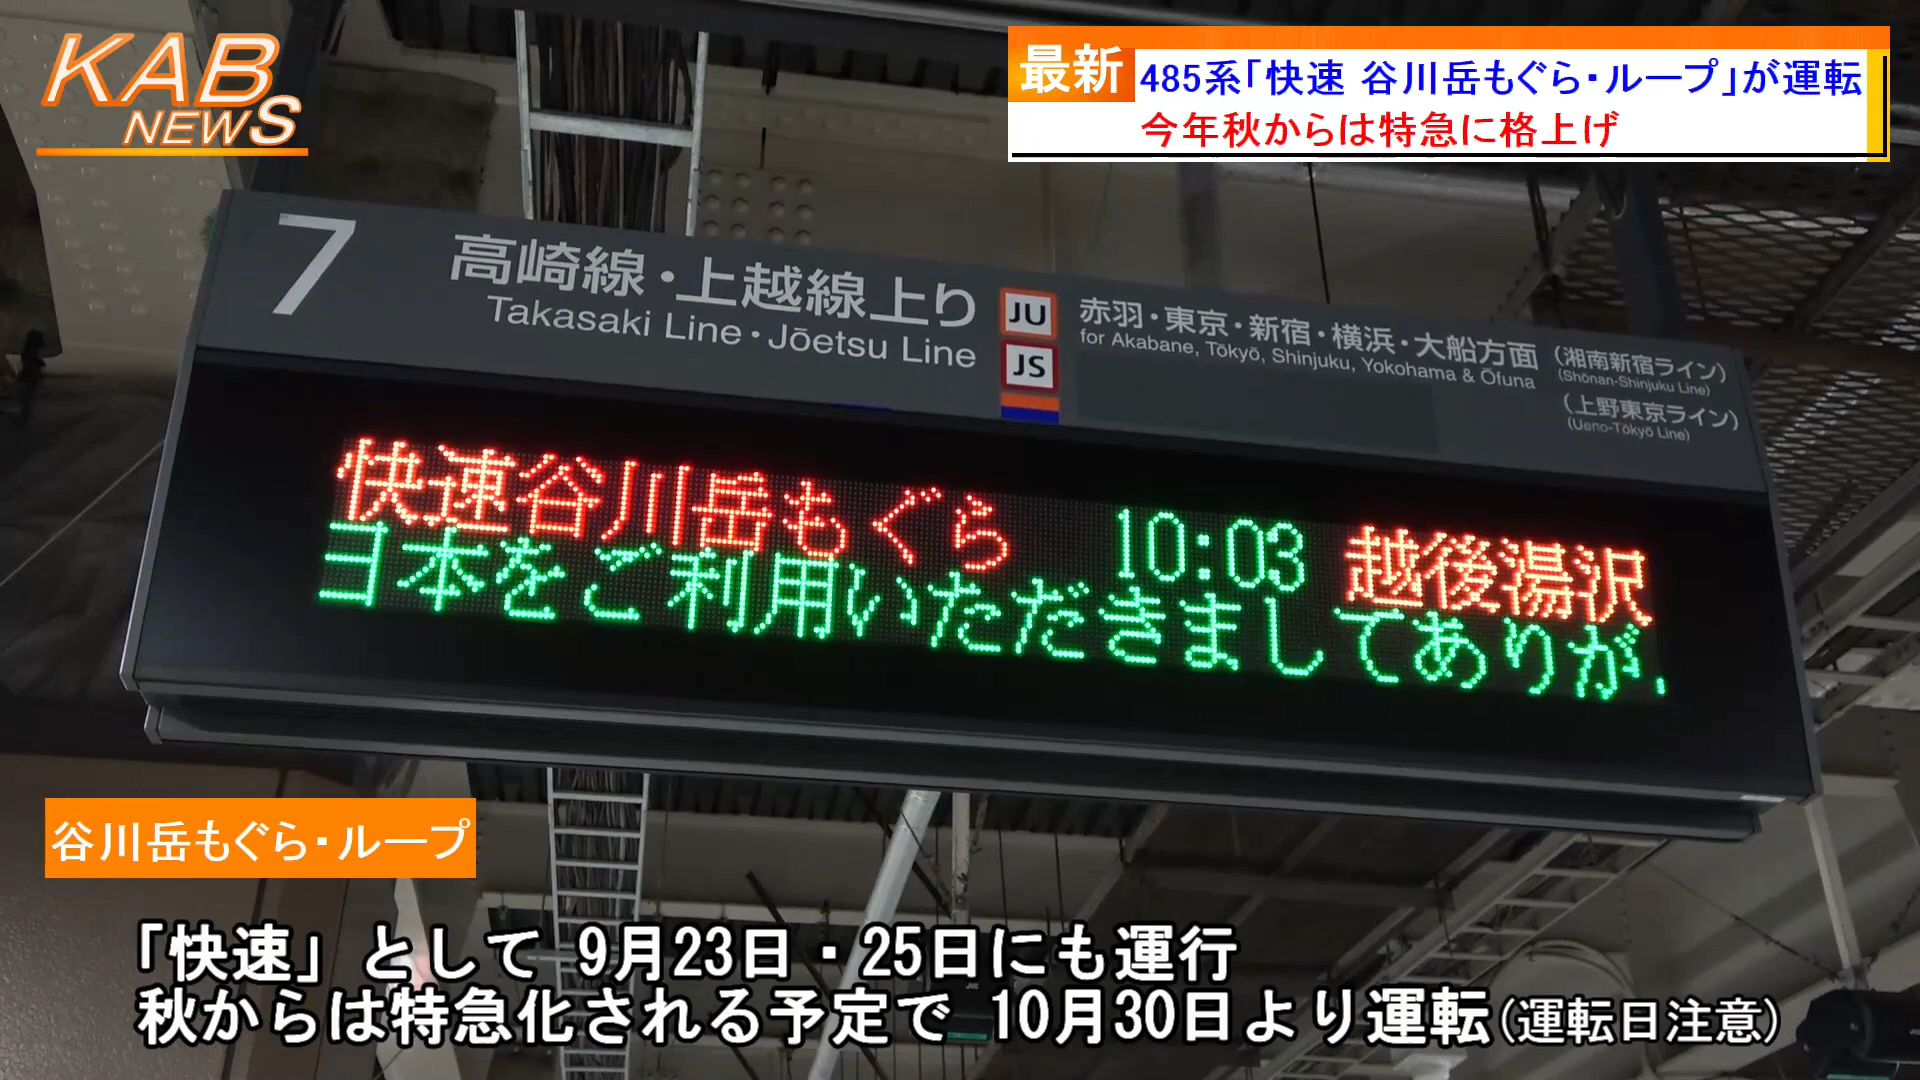 KAB
NEWS
最新
485系「快速 谷川岳もぐら・ループ」が運転
今年秋からは特急に格上げ
7
高崎線・上越線上り
Takasaki Line・Jōetsu Line
JU
JS
赤羽・東京・新宿・横浜・大船方面
for Akabane, Tōkyō, Shinjuku, Yokohama & Ōfuna
(湘南新宿ライン)
(Shōnan-Shinjuku Line)
(上野東京ライン)
(Ueno-Tōkyō Line)
快速谷川岳もぐら 10:03 越後湯沢
本をご利用いただきましてありが
谷川岳もぐら・ループ
「快速」として 9月23日・25日にも運行
秋からは特急化される予定で 10月30日より運転(運転日注意)